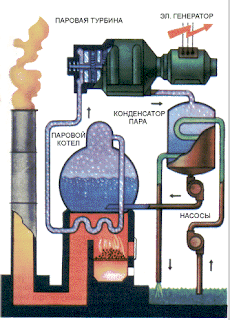 ПАРОВАЯ ТУРБИНА
ЭЛ. ГЕНЕРАТОР
КОНДЕНСАТОР
ПАРА
ПАРОВОЙ
КОТЕЛ
НАСОСЫ